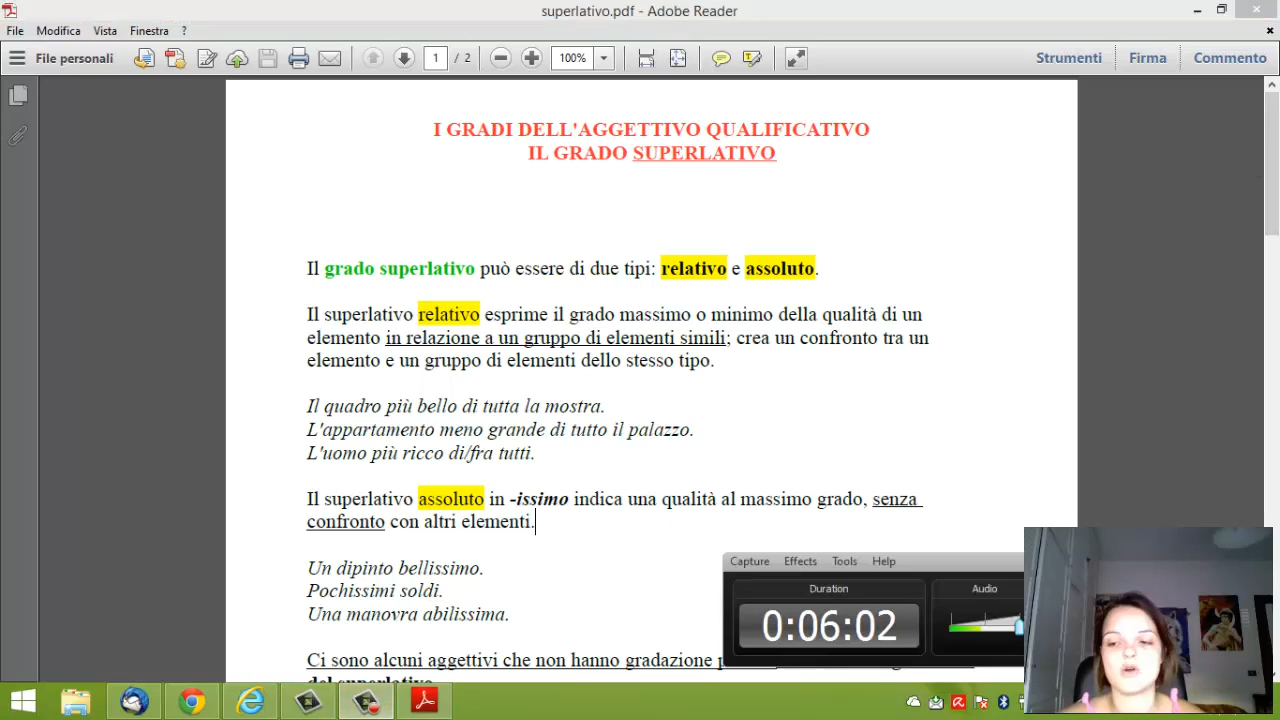 superlativo.pdf - Adobe Reader
File Modifica Vista Finestra ?
File personali 1 / 2 100% Strumenti Firma Commento
I GRADI DELL'AGGETTIVO QUALIFICATIVO
IL GRADO SUPERLATIVO
Il grado superlativo può essere di due tipi: relativo e assoluto.
Il superlativo relativo esprime il grado massimo o minimo della qualità di un
elemento in relazione a un gruppo di elementi simili; crea un confronto tra un
elemento e un gruppo di elementi dello stesso tipo.
Il quadro più bello di tutta la mostra.
L'appartamento meno grande di tutto il palazzo.
L'uomo più ricco di/fra tutti.
Il superlativo assoluto in -issimo indica una qualità al massimo grado, senza
confronto con altri elementi.
Un dipinto bellissimo.
Pochissimi soldi.
Una manovra abilissima.
Ci sono alcuni aggettivi che non hanno gradazione
del superlativo
Capture Effects Tools Help
Duration Audio
0:06:02